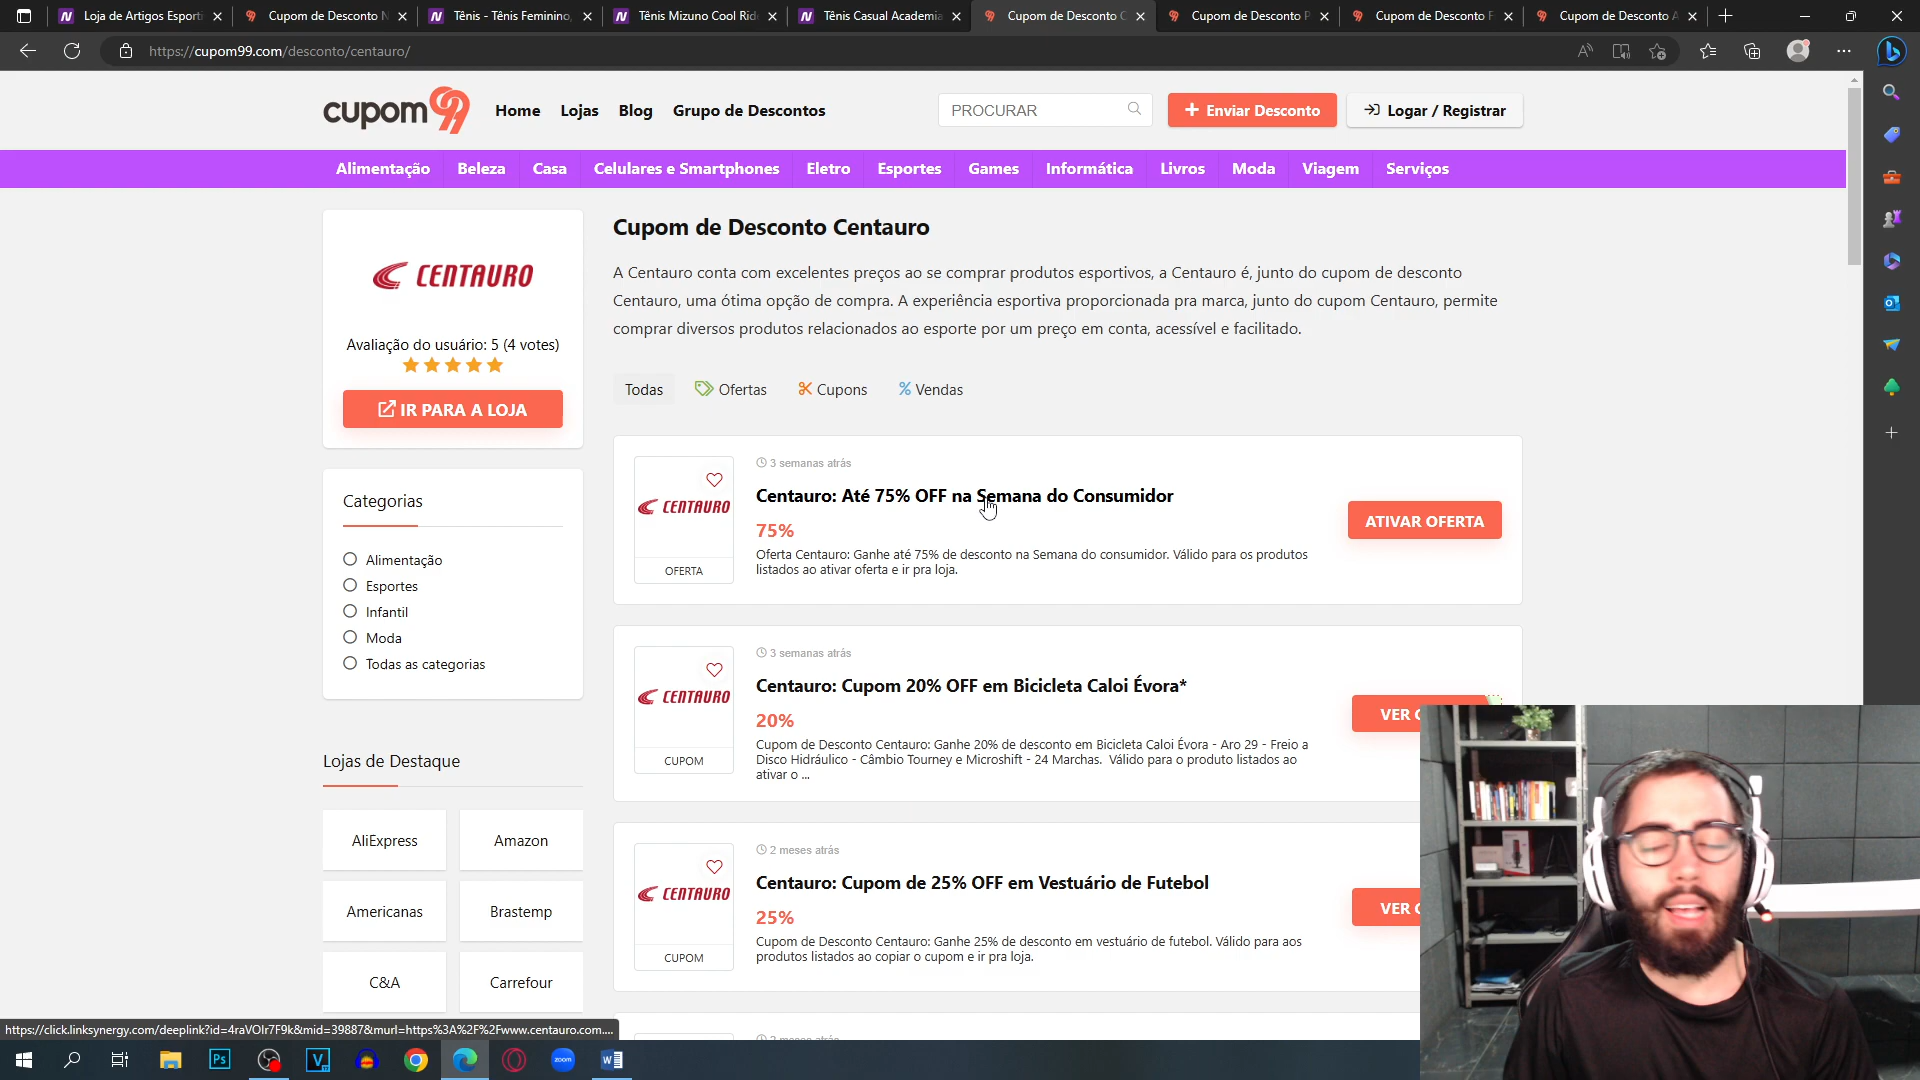 Loja de Artigos Esporti
Cupom de Desconto N
Tênis - Tênis Feminino,
Tênis Mizuno Cool Rid
Tênis Casual Academia
Cupom de Desconto C
Cupom de Desconto P
Cupom de Desconto F
Cupom de Desconto A
https://cupom99.com/desconto/centauro/
cupom99
Home
Lojas
Blog
Grupo de Descontos
PROCURAR
+ Enviar Desconto
Logar / Registrar
Alimentação
Beleza
Casa
Celulares e Smartphones
Eletro
Esportes
Games
Informática
Livros
Moda
Viagem
Serviços
CENTAURO
Avaliação do usuário: 5 (4 votes)
IR PARA A LOJA
Categorias
Alimentação
Esportes
Infantil
Moda
Todas as categorias
Lojas de Destaque
AliExpress
Amazon
Americanas
Brastemp
C&A
Carrefour
Cupom de Desconto Centauro
A Centauro conta com excelentes preços ao se comprar produtos esportivos, a Centauro é, junto do cupom de desconto
Centauro, uma ótima opção de compra. A experiência esportiva proporcionada pra marca, junto do cupom Centauro, permite
comprar diversos produtos relacionados ao esporte por um preço em conta, acessível e facilitado.
Todas
Ofertas
Cupons
% Vendas
CENTAURO
OFERTA
3 semanas atrás
Centauro: Até 75% OFF na Semana do Consumidor
75%
Oferta Centauro: Ganhe até 75% de desconto na Semana do consumidor. Válido para os produtos
listados ao ativar oferta e ir pra loja.
ATIVAR OFERTA
CENTAURO
CUPOM
3 semanas atrás
Centauro: Cupom 20% OFF em Bicicleta Caloi Évora*
20%
Cupom de Desconto Centauro: Ganhe 20% de desconto em Bicicleta Caloi Évora - Aro 29 - Freio a
Disco Hidráulico - Câmbio Tourney e Microshift - 24 Marchas. Válido para o produto listados ao
ativar o ...
VER
CENTAURO
CUPOM
2 meses atrás
Centauro: Cupom de 25% OFF em Vestuário de Futebol
25%
Cupom de Desconto Centauro: Ganhe 25% de desconto em vestuário de futebol. Válido para aos
produtos listados ao copiar o cupom e ir pra loja.
VER
https://click.linksynergy.com/deeplink?id=4raVOIr7F9k&mid=39887&murl=https%3A%2F%2Fwww.centauro.com....
Ps
V
zoom
W